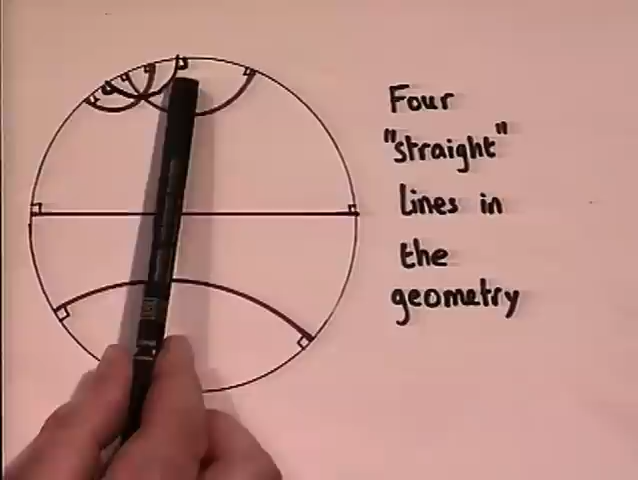 Four
"straight"
lines in
the
geometry